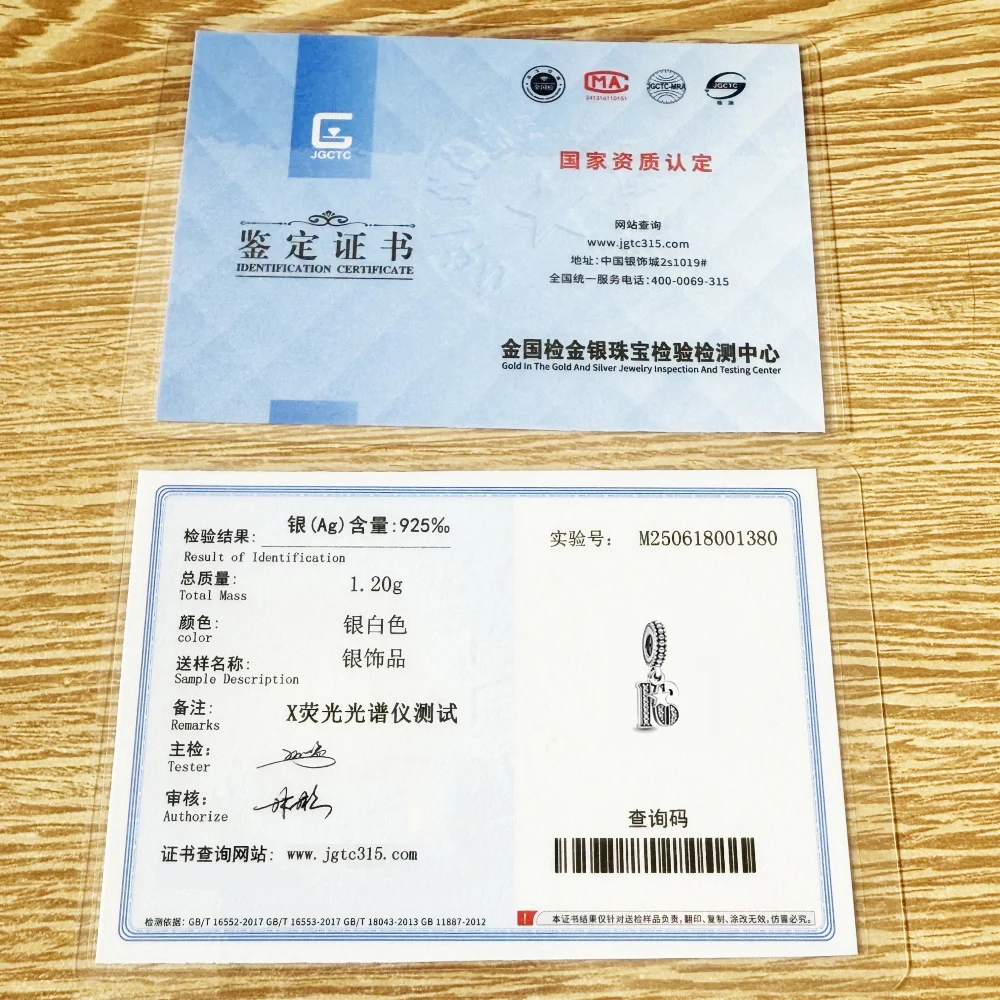 JGCTC
鉴定证书
IDENTIFICATION CERTIFICATE
MA
241316110151
JGCTC-MRA
JGCTC
国家资质认定
网站查询
www.jgtc315.com
地址:中国银饰城2s1019#
全国统一服务电话:400-0069-315
金国检金银珠宝检验检测中心
Gold In The Gold And Silver Jewelry Inspection And Testing Center
检验结果: 银(Ag)含量:925‰
Result of Identification
总质量: 1.20g
Total Mass
颜色: 银白色
color
送样名称: 银饰品
Sample Description
备注: X荧光光谱仪测试
Remarks
主检:
Tester
审核:
Authorize
证书查询网站: www.jgtc315.com
检测依据: GB/T 16552-2017 GB/T 16553-2017 GB/T 18043-2013 GB 11887-2012
实验号: M250618001380
查询码
! 本证书结果仅针对送检样品负责,翻印、复制、涂改无效,仿冒必究。